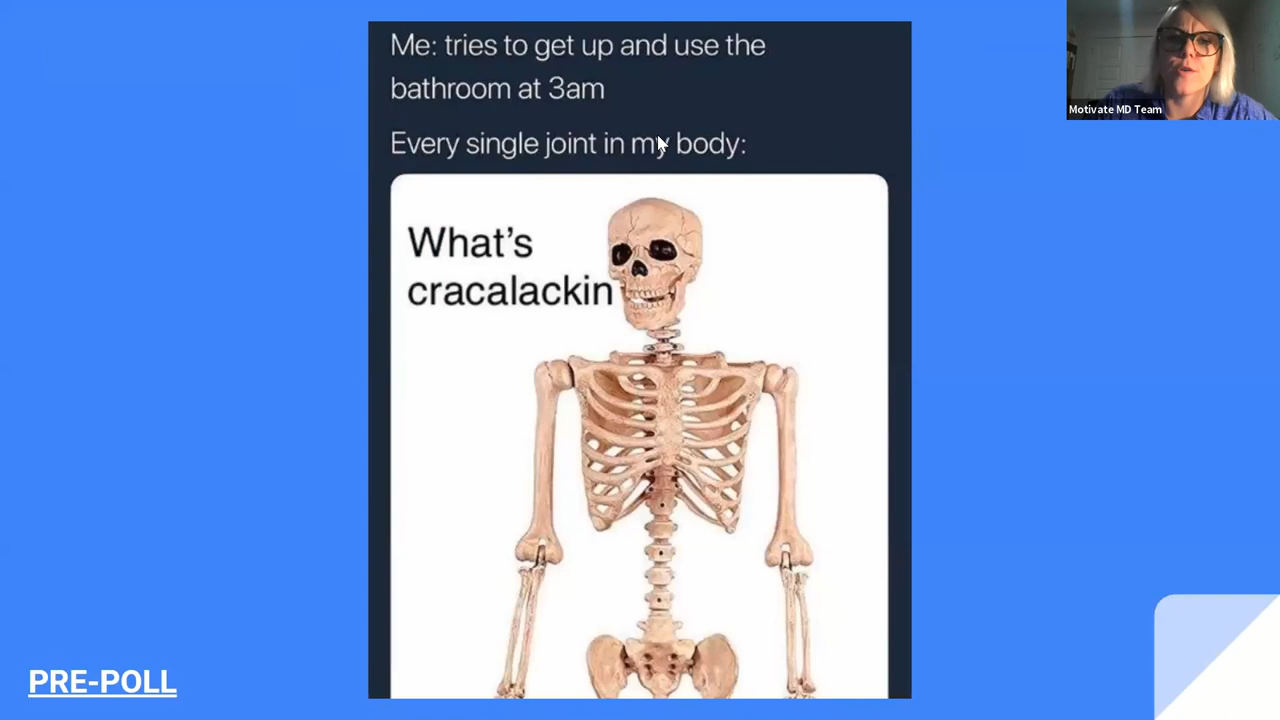 Me: tries to get up and use the
bathroom at 3am
Every single joint in my body:
What's
cracalackin
Motivate MD Team
PRE-POLL